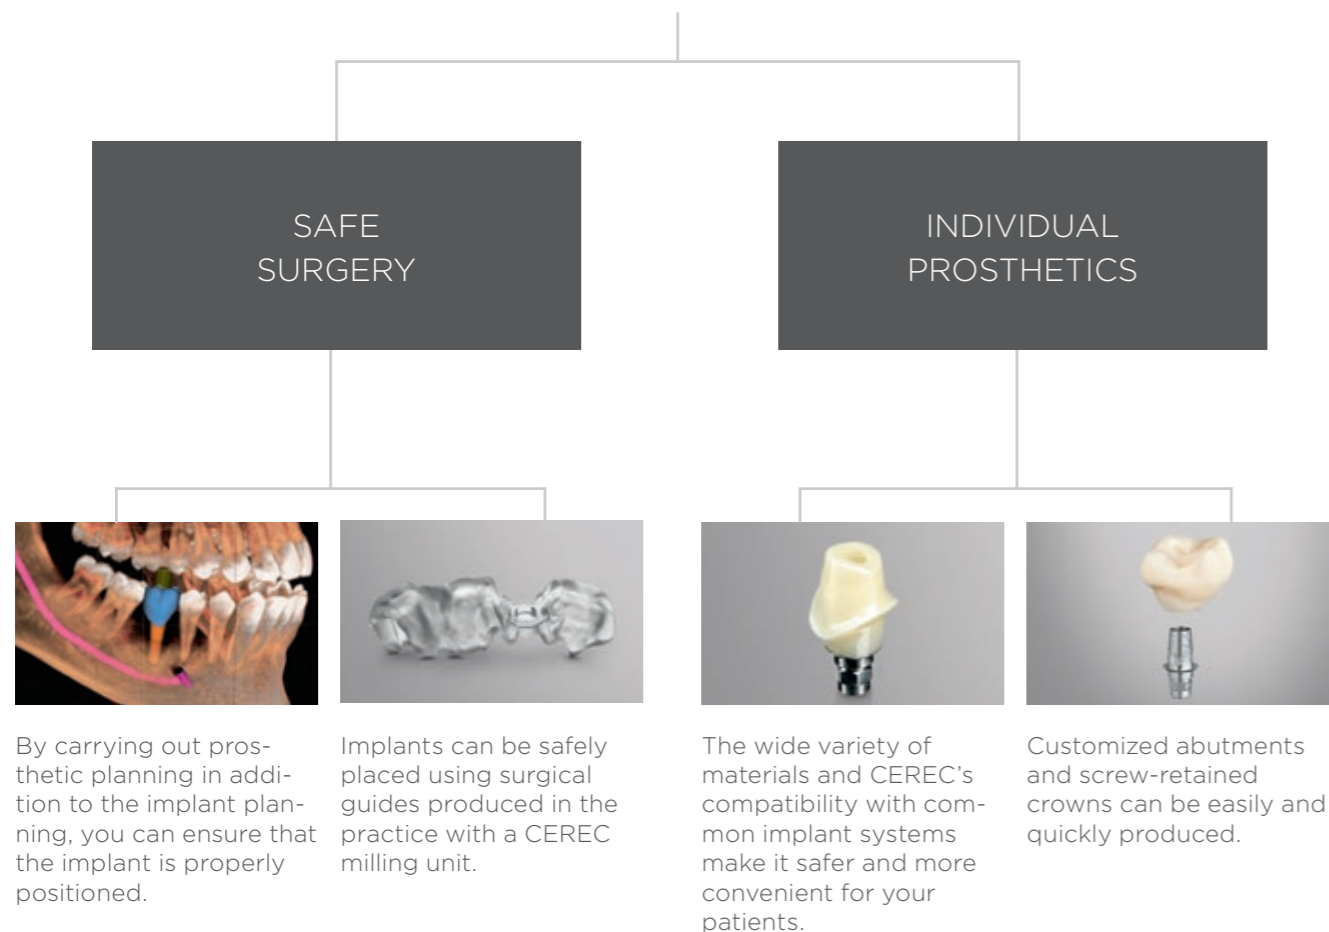 SAFE
SURGERY
INDIVIDUAL
PROSTHETICS
By carrying out pros-
thetic planning in addi-
tion to the implant plan-
ning, you can ensure that
the implant is properly
positioned.
Implants can be safely
placed using surgical
guides produced in the
practice with a CEREC
milling unit.
The wide variety of
materials and CEREC’s
compatibility with com-
mon implant systems
make it safer and more
convenient for your
patients.
Customized abutments
and screw-retained
crowns can be easily and
quickly produced.